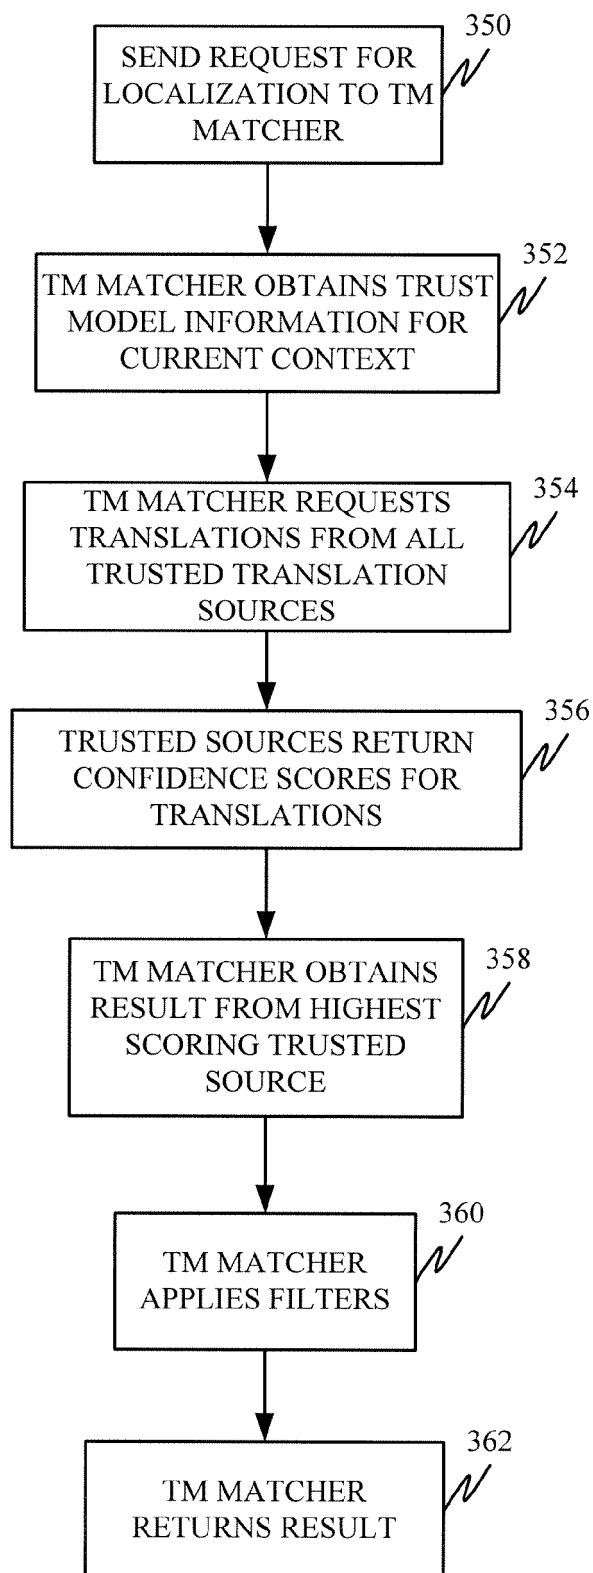 350
SEND REQUEST FOR
LOCALIZATION TO TM
MATCHER
352
TM MATCHER OBTAINS TRUST
MODEL INFORMATION FOR
CURRENT CONTEXT
354
TM MATCHER REQUESTS
TRANSLATIONS FROM ALL
TRUSTED TRANSLATION
SOURCES
356
TRUSTED SOURCES RETURN
CONFIDENCE SCORES FOR
TRANSLATIONS
358
TM MATCHER OBTAINS
RESULT FROM HIGHEST
SCORING TRUSTED
SOURCE
360
TM MATCHER
APPLIES FILTERS
362
TM MATCHER
RETURNS RESULT